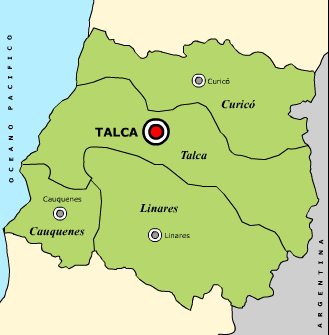 OCEANO PACIFICO
Curicó
Curicó
TALCA
Talca
Cauquenes
Cauquenes
Linares
Linares
ARGENTINA